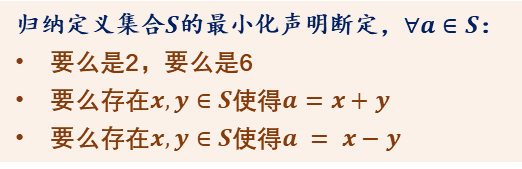 归纳定义集合S的最小化声明断定，∀a ∈ S：
• 要么是2，要么是6
• 要么存在x, y ∈ S使得a = x + y
• 要么存在x, y ∈ S使得a = x − y